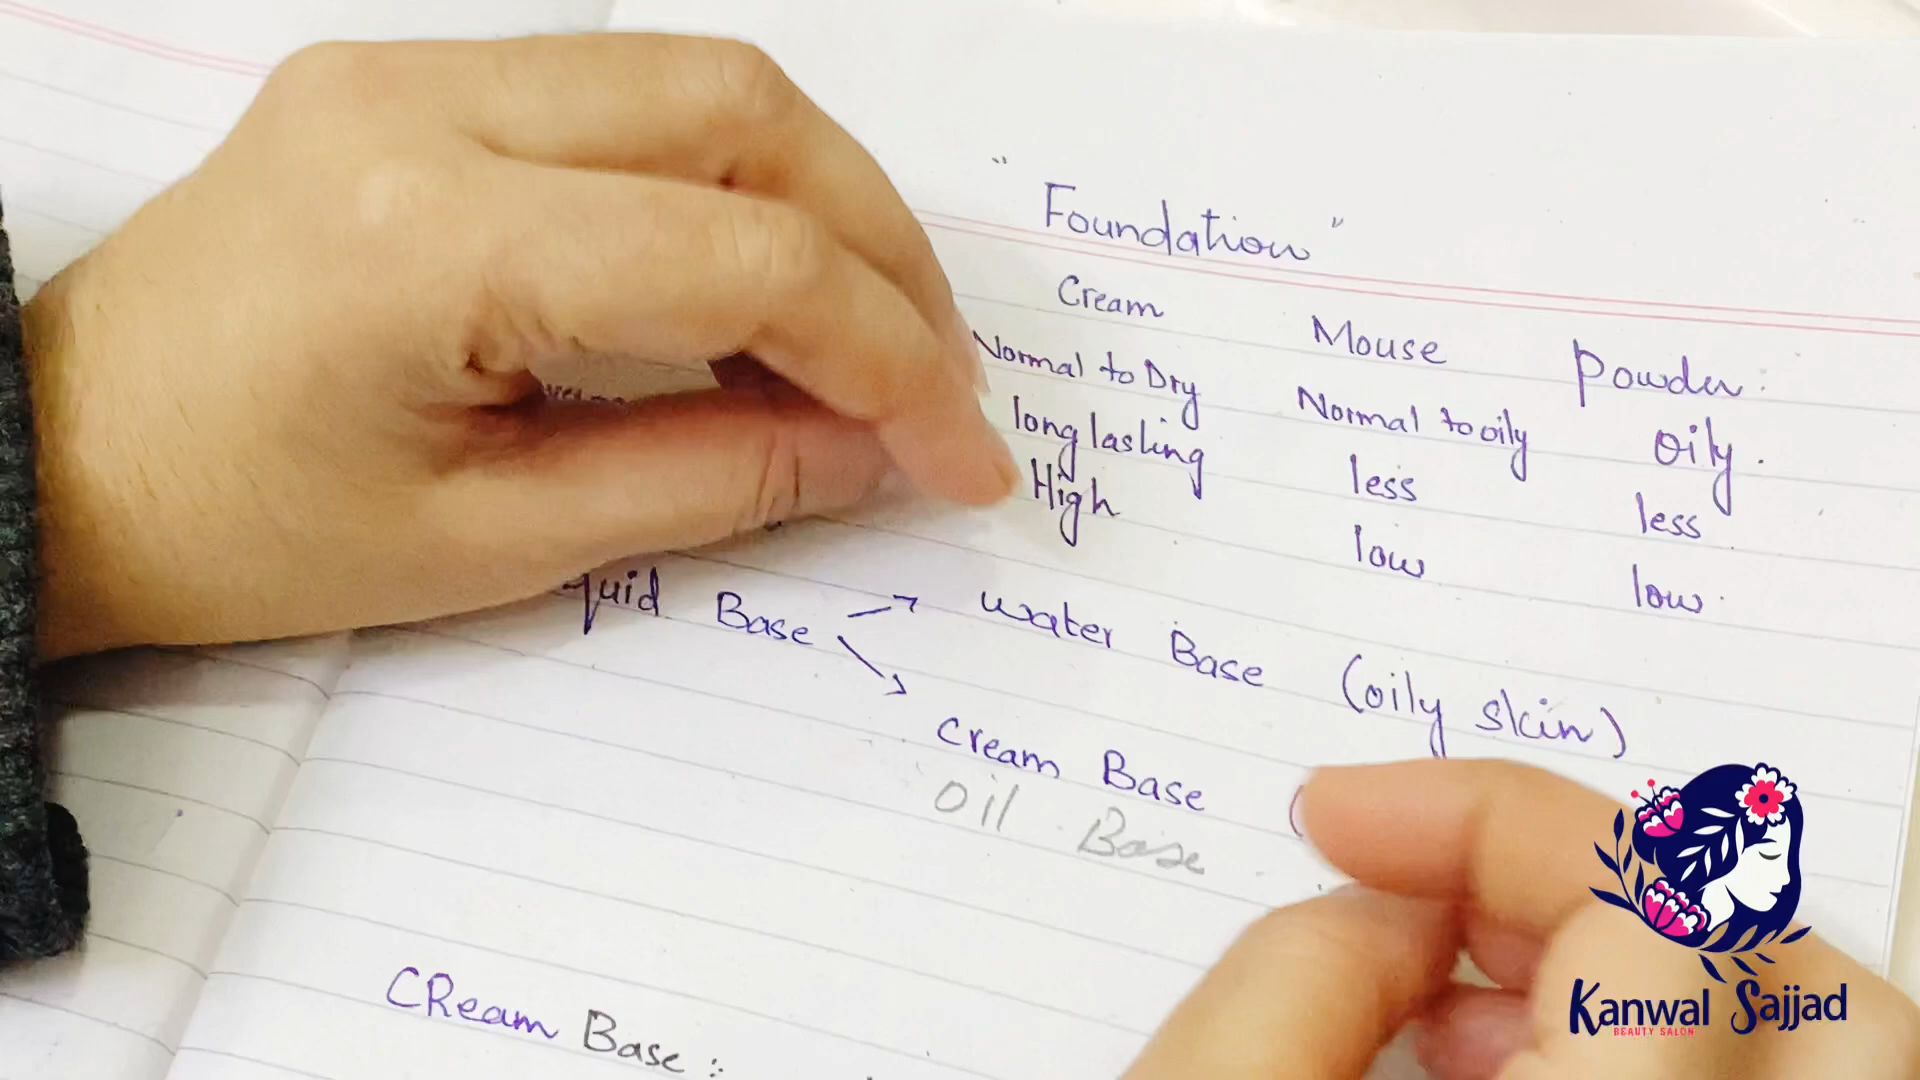 "Foundation"
Cream Mouse Powder:
Normal to Dry Normal to oily oily.
long lasting less less
High low low.
quid Base → water Base (oily skin)
→ Cream Base (
oil Base
CReam Base:
Kanwal Sajjad
BEAUTY SALON